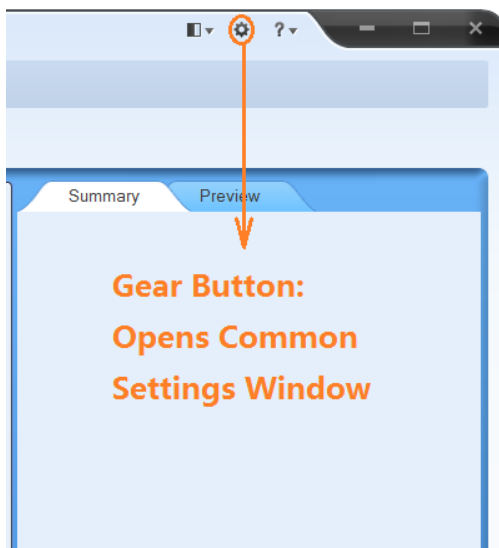 ?
Summary Preview
Gear Button:
Opens Common
Settings Window